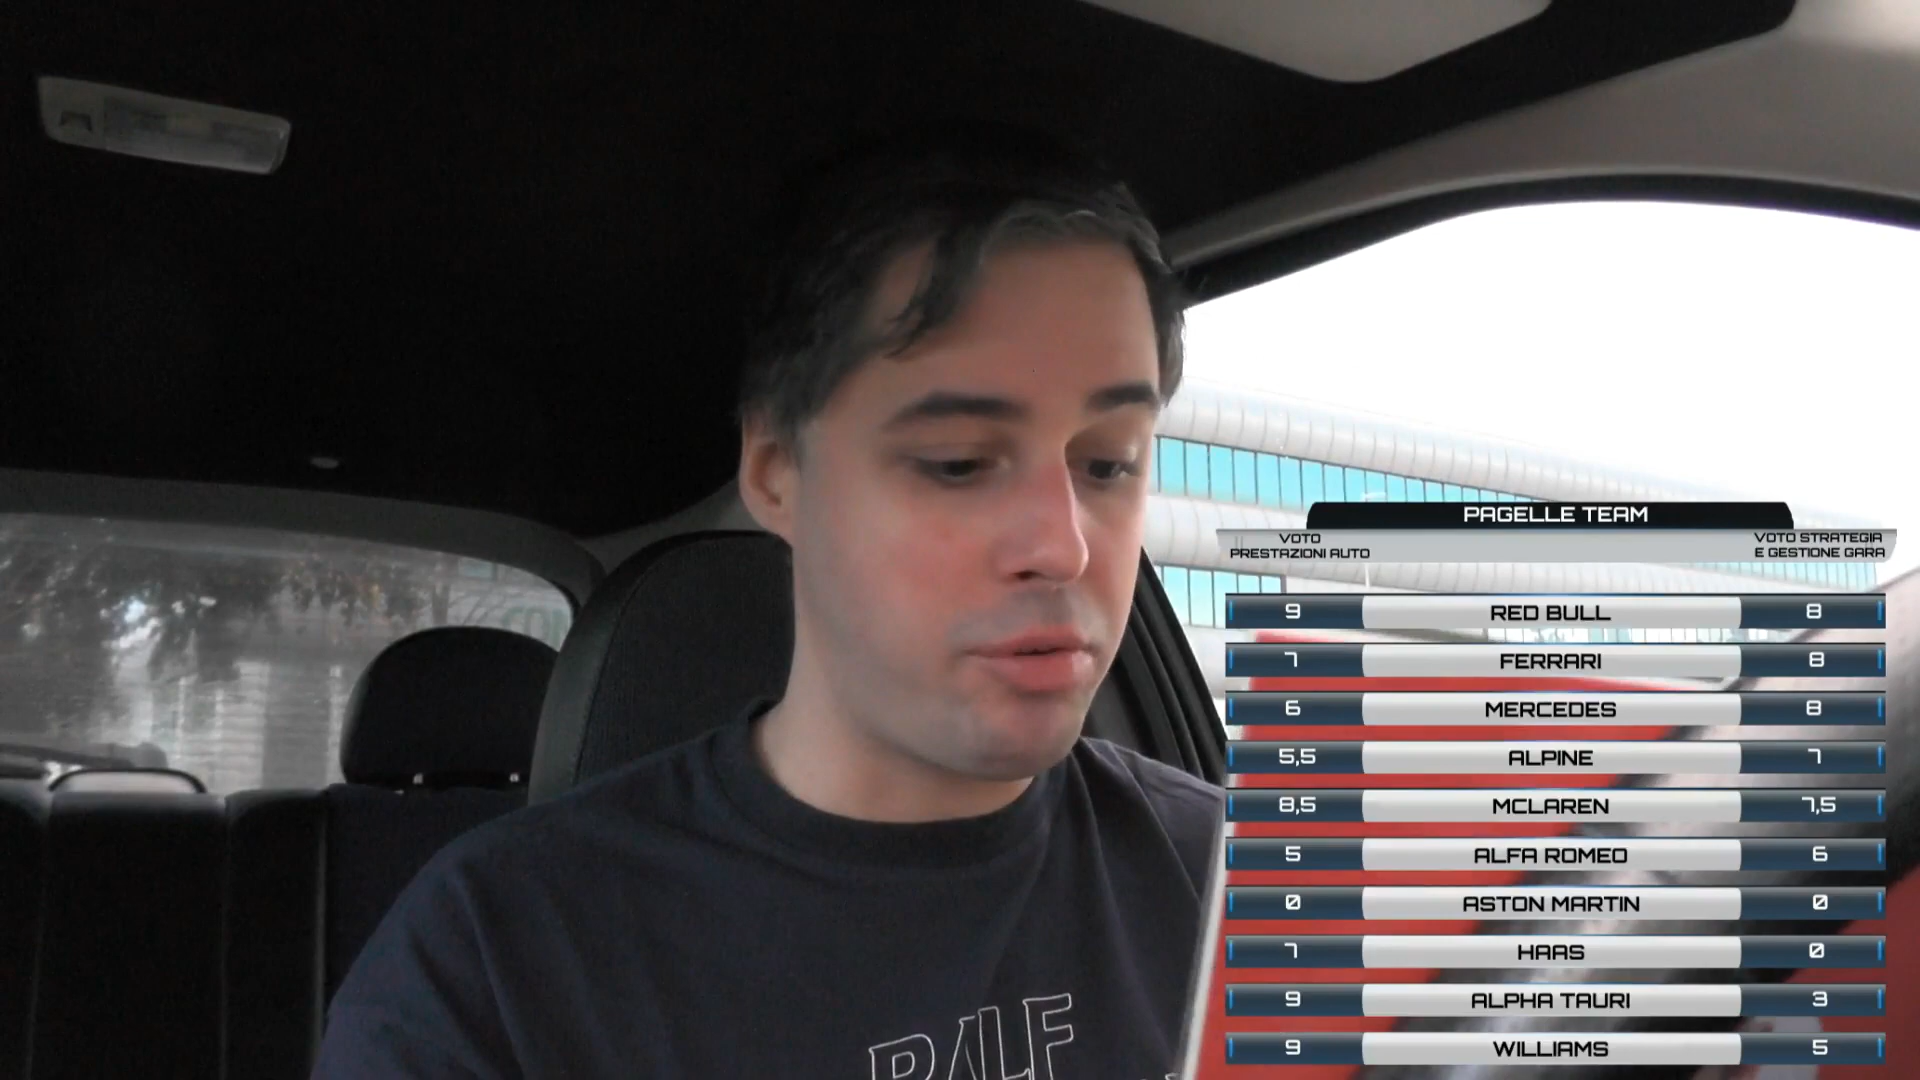 PAGELLE TEAM
VOTO PRESTAZIONI AUTO
VOTO STRATEGIA E GESTIONE GARA
9 RED BULL 8
7 FERRARI 8
6 MERCEDES 8
5,5 ALPINE 7
8,5 MCLAREN 7,5
5 ALFA ROMEO 6
0 ASTON MARTIN 0
7 HAAS 0
9 ALPHA TAURI 3
9 WILLIAMS 5
RALF